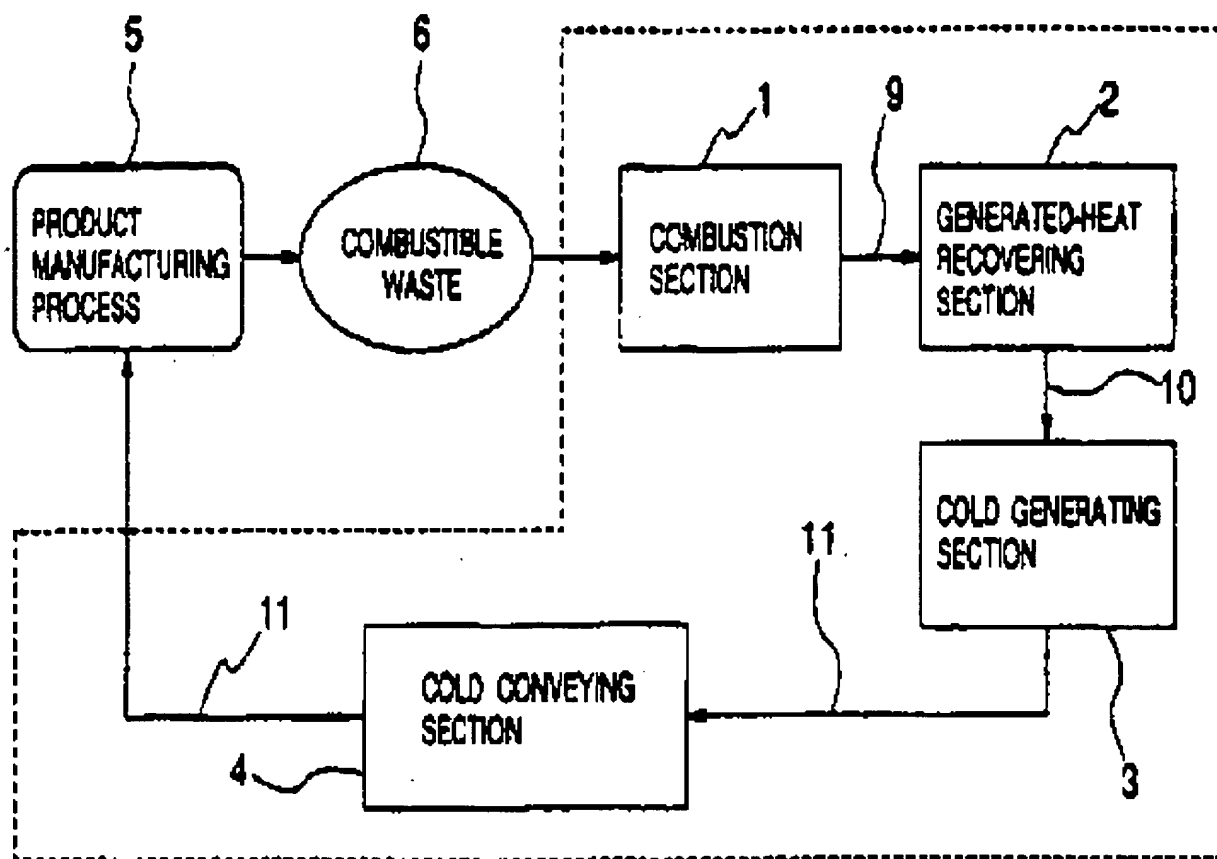 5
6
1
9
2
PRODUCT
MANUFACTURING
PROCESS
COMBUSTIBLE
WASTE
COMBUSTION
SECTION
GENERATED-HEAT
RECOVERING
SECTION
10
COLD GENERATING
SECTION
11
11
COLD CONVEYING
SECTION
4
3